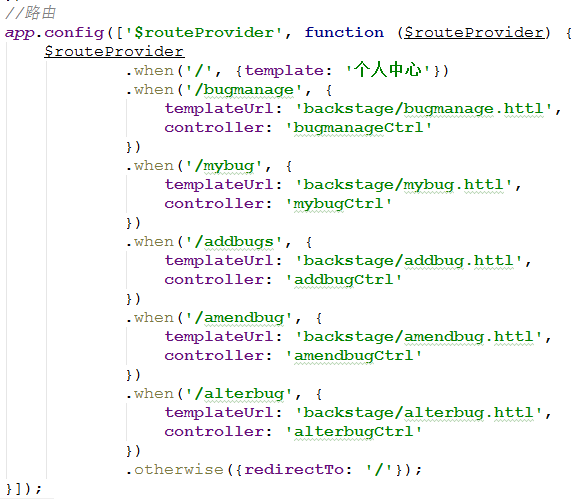 //路由
app.config(['$routeProvider', function ($routeProvider) {
    $routeProvider
            .when('/', {template: '个人中心'})
            .when('/bugmanage', {
                templateUrl: 'backstage/bugmanage.httl',
                controller: 'bugmanageCtrl'
            })
            .when('/mybug', {
                templateUrl: 'backstage/mybug.httl',
                controller: 'mybugCtrl'
            })
            .when('/addbugs', {
                templateUrl: 'backstage/addbug.httl',
                controller: 'addbugCtrl'
            })
            .when('/amendbug', {
                templateUrl: 'backstage/amendbug.httl',
                controller: 'amendbugCtrl'
            })
            .when('/alterbug', {
                templateUrl: 'backstage/alterbug.httl',
                controller: 'alterbugCtrl'
            })
            .otherwise({redirectTo: '/'});
}]);